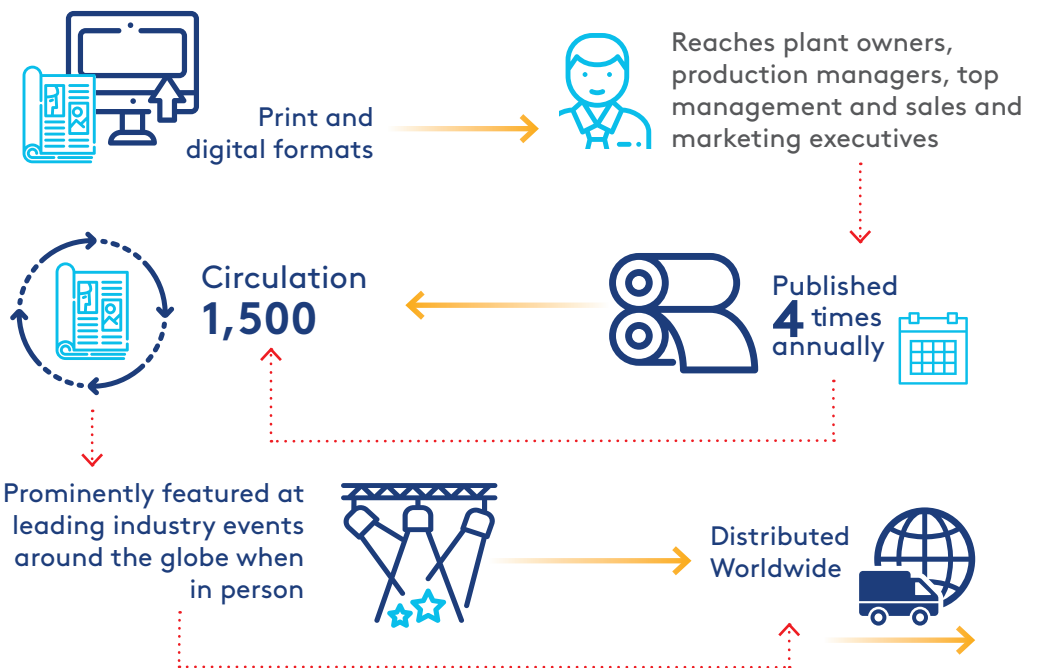 Print and
digital formats
Reaches plant owners,
production managers, top
management and sales and
marketing executives
Circulation
1,500
Published
4 times
annually
Prominently featured at
leading industry events
around the globe when
in person
Distributed
Worldwide